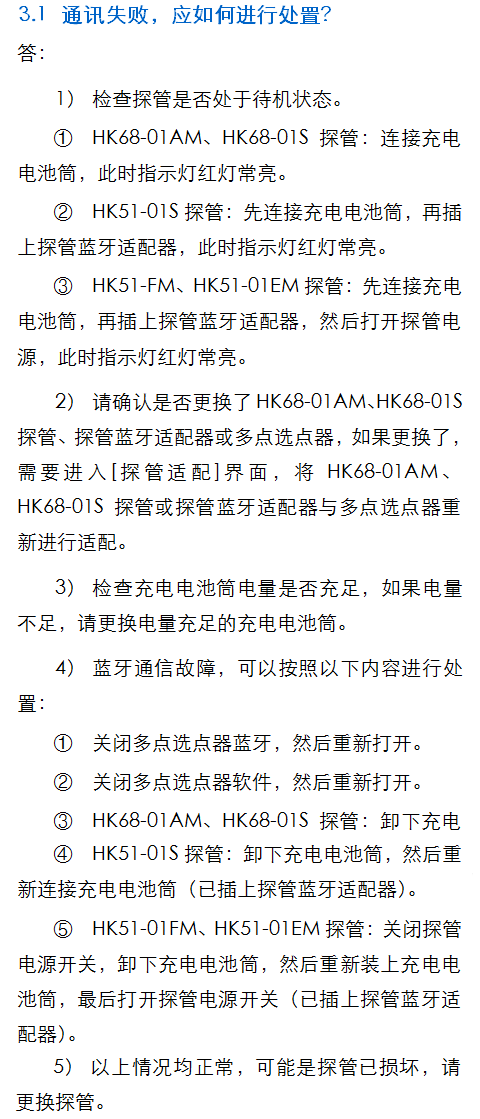 3.1 通讯失败，应如何进行处置？
答：
1） 检查探管是否处于待机状态。
① HK68-01AM、HK68-01S 探管：连接充电
电池筒，此时指示灯红灯常亮。
② HK51-01S 探管：先连接充电电池筒，再插
上探管蓝牙适配器，此时指示灯红灯常亮。
③ HK51-FM、HK51-01EM 探管：先连接充电
电池筒，再插上探管蓝牙适配器，然后打开探管电
源，此时指示灯红灯常亮。
2） 请确认是否更换了 HK68-01AM、HK68-01S
探管、探管蓝牙适配器或多点选点器，如果更换了，
需要进入[探管适配]界面，将 HK68-01AM、
HK68-01S 探管或探管蓝牙适配器与多点选点器重
新进行适配。
3） 检查充电电池筒电量是否充足，如果电量
不足，请更换电量充足的充电电池筒。
4） 蓝牙通信故障，可以按照以下内容进行处
置：
① 关闭多点选点器蓝牙，然后重新打开。
② 关闭多点选点器软件，然后重新打开。
③ HK68-01AM、HK68-01S 探管：卸下充电
④ HK51-01S 探管：卸下充电电池筒，然后重
新连接充电电池筒（已插上探管蓝牙适配器）。
⑤ HK51-01FM、HK51-01EM 探管：关闭探管
电源开关，卸下充电电池筒，然后重新装上充电电
池筒，最后打开探管电源开关（已插上探管蓝牙适
配器）。
5） 以上情况均正常，可能是探管已损坏，请
更换探管。